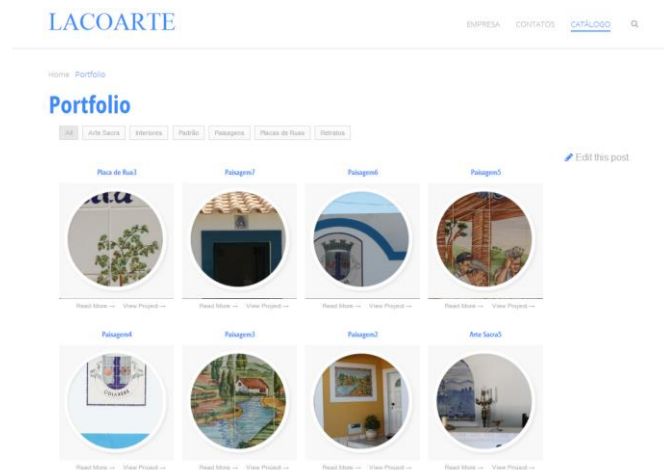 LACOARTE
EMPRESA CONTATOS CATÁLOGO
Home Portfolio
Portfolio
All Arte Sacra Interiores Padrão Paisagens Placas de Ruas Retratos
Edit this post
Placa de Rua3 Paisagem7 Paisagem6 Paisagem5
Read More → View Project → Read More → View Project → Read More → View Project → Read More → View Project →
Paisagem4 Paisagem3 Paisagem2 Arte Sacra5
Read More → View Project → Read More → View Project → Read More → View Project → Read More → View Project →